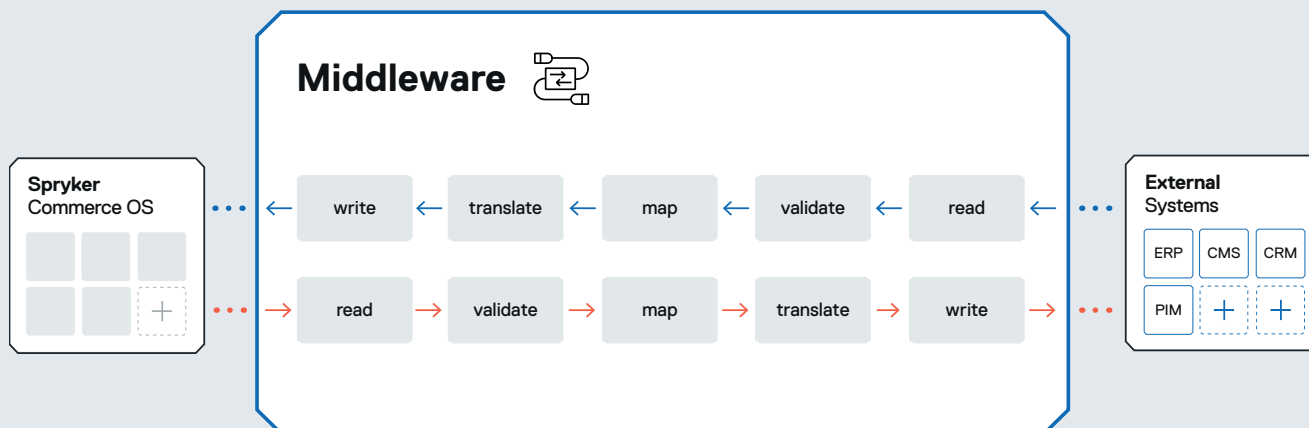 Middleware
Spryker
Commerce OS
write
translate
map
validate
read
read
validate
map
translate
write
External
Systems
ERP
CMS
CRM
PIM